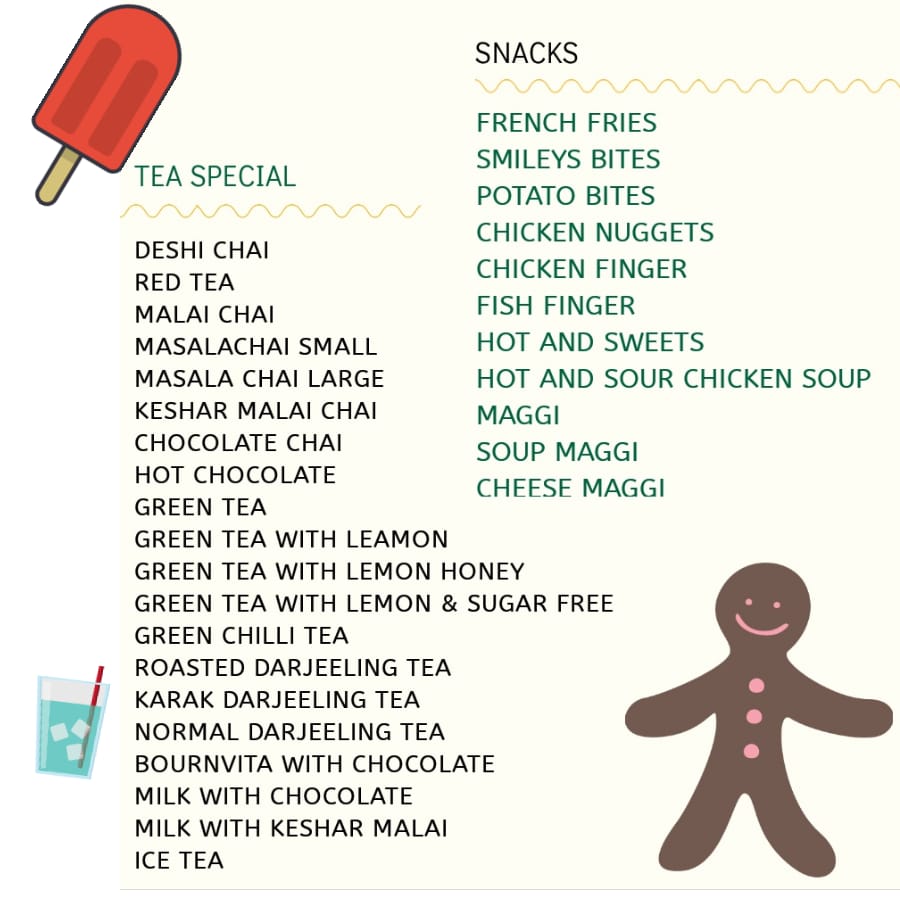 TEA SPECIAL
DESHI CHAI
RED TEA
MALAI CHAI
MASALACHAI SMALL
MASALA CHAI LARGE
KESHAR MALAI CHAI
CHOCOLATE CHAI
HOT CHOCOLATE
GREEN TEA
GREEN TEA WITH LEAMON
GREEN TEA WITH LEMON HONEY
GREEN TEA WITH LEMON & SUGAR FREE
GREEN CHILLI TEA
ROASTED DARJEELING TEA
KARAK DARJEELING TEA
NORMAL DARJEELING TEA
BOURNVITA WITH CHOCOLATE
MILK WITH CHOCOLATE
MILK WITH KESHAR MALAI
ICE TEA
SNACKS
FRENCH FRIES
SMILEYS BITES
POTATO BITES
CHICKEN NUGGETS
CHICKEN FINGER
FISH FINGER
HOT AND SWEETS
HOT AND SOUR CHICKEN SOUP
MAGGI
SOUP MAGGI
CHEESE MAGGI